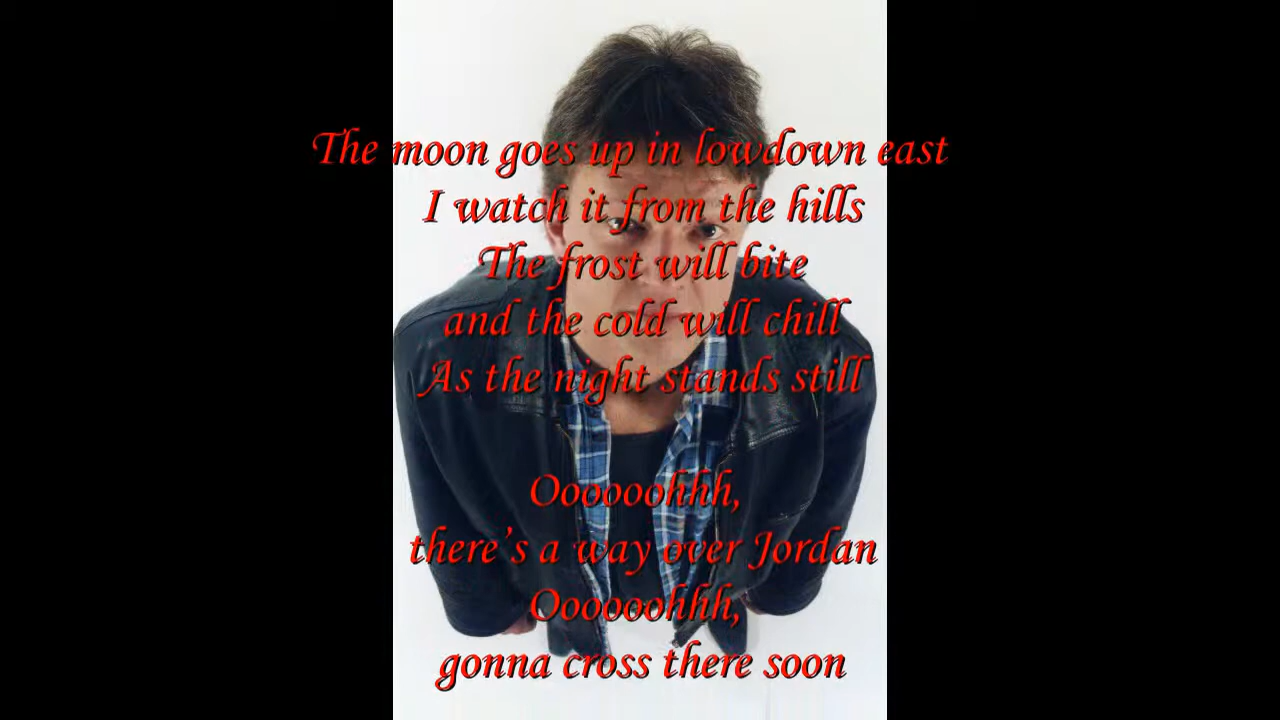 The moon goes up in lowdown east
I watch it from the hills
The frost will bite
and the cold will chill
As the night stands still
Oooooohhh,
there's a way over Jordan
Oooooohhh,
gonna cross there soon